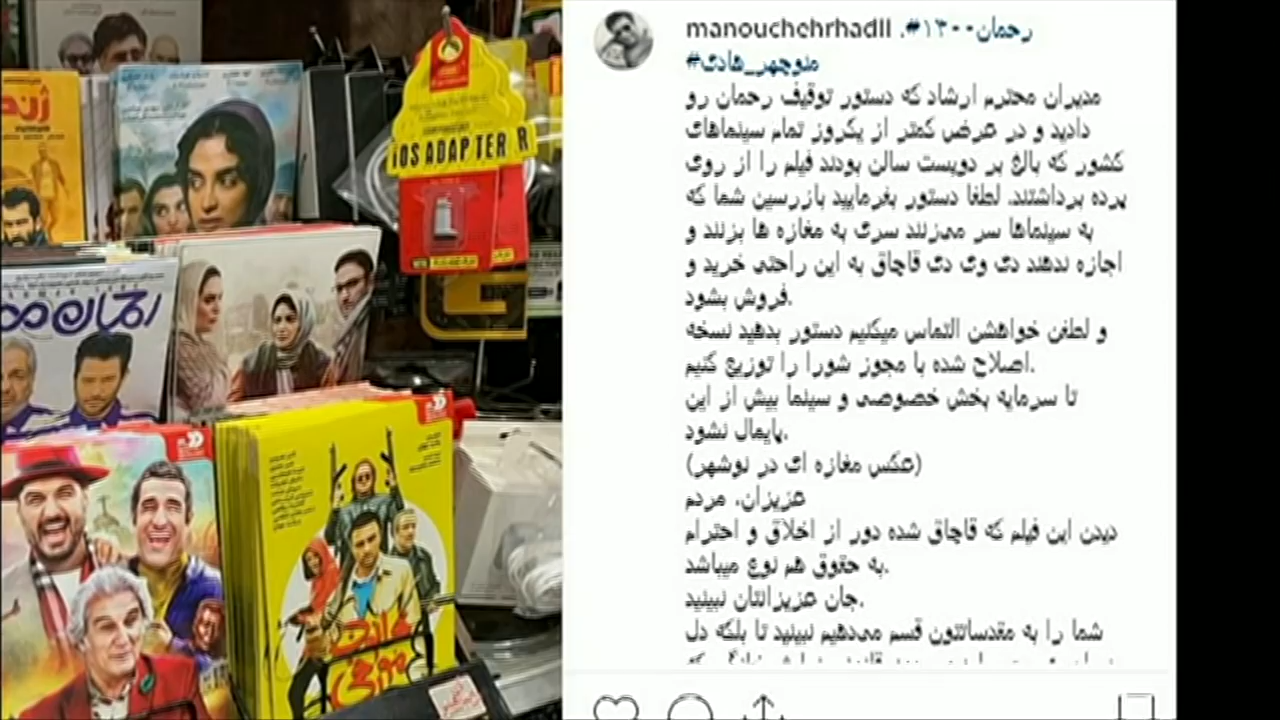 manouchehrhadii .#رحمان۱۴۰۰
#منوچهر_هادی
مدیران محترم ارشاد که دستور توقیف رحمان رو
دادید و در عرض کمتر از یکروز تمام سینماهای
کشور که بالغ بر دویست سالن بودند فیلم را از روی
پرده برداشتند. لطفا دستور بفرمایید بازرسین شما که
به سینماها سر می‌زنند سری به مغازه ها بزنند و
اجازه ندهند دی وی دی قاچاق به این راحتی خرید و
فروش بشود.
و لطفن خواهشن التماس میکنیم دستور بدهید نسخه
اصلاح شده با مجوز شورا را توزیع کنیم.
تا سرمایه بخش خصوصی و سینما بیش از این
پایمال نشود.
(عکس مغازه ای در نوشهر)
عزیزان، مردم
دیدن این فیلم که قاچاق شده دور از اخلاق و احترام
به حقوق هم نوع میباشد.
جان عزیزانتان نبینید.
شما را به مقدساتتون قسم می‌دهیم نبینید تا بلکه دل
iOS ADAPTER